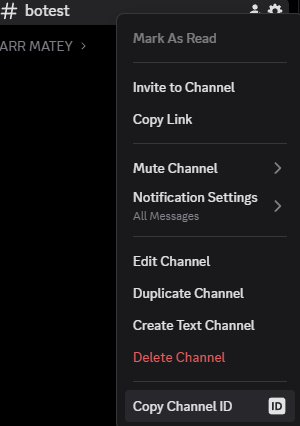 # botest
ARR MATEY >
Mark As Read
Invite to Channel
Copy Link
Mute Channel
Notification Settings
All Messages
Edit Channel
Duplicate Channel
Create Text Channel
Delete Channel
Copy Channel ID ID